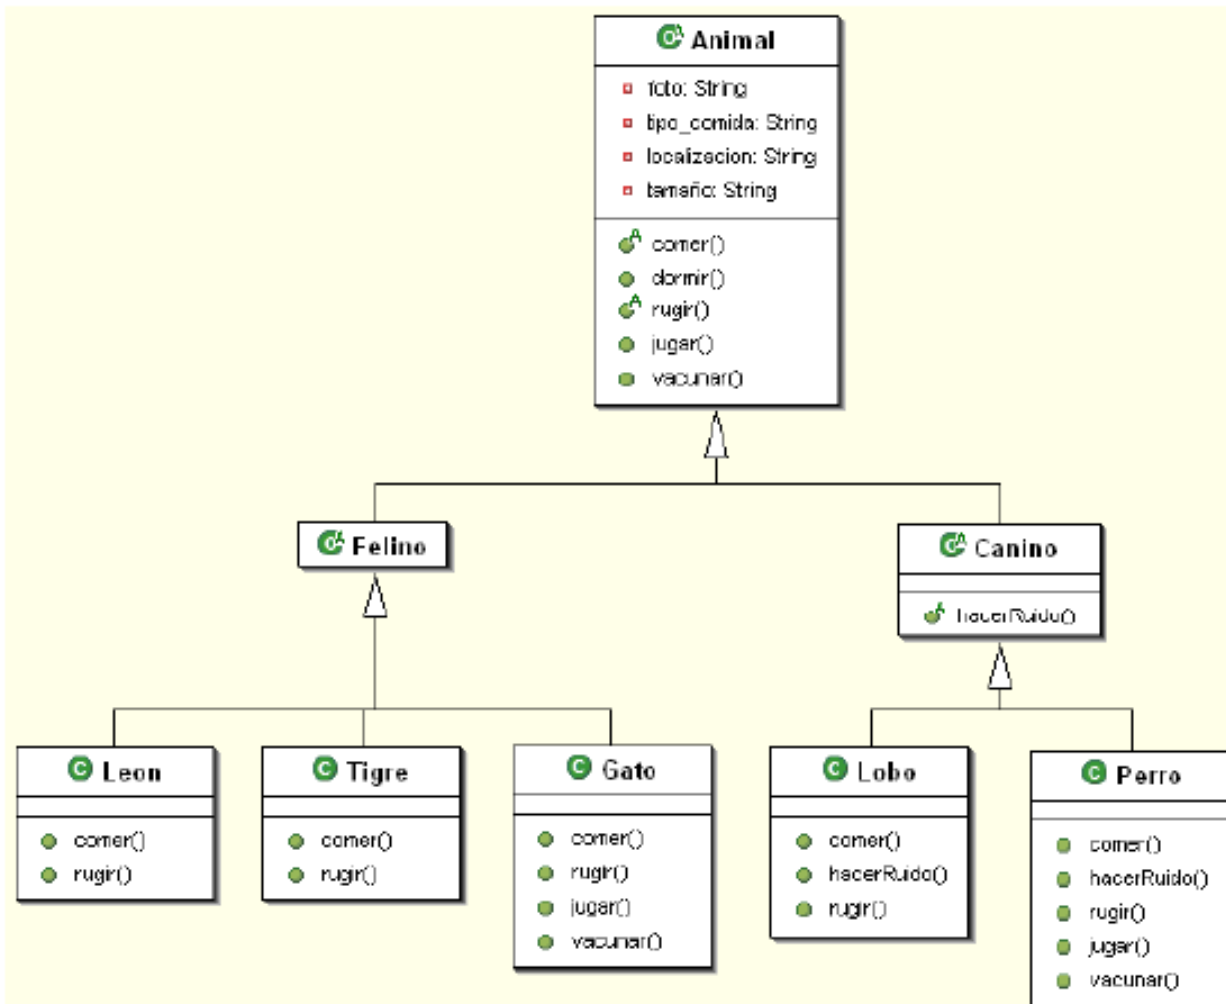 Animal
foto: String
tipo_comida: String
localizacion: String
tamaño: String
comer()
dormir()
rugir()
jugar()
vacunar()
Felino
Canino
hacerRuido()
Leon
comer()
rugir()
Tigre
comer()
rugir()
Gato
comer()
rugir()
jugar()
vacunar()
Lobo
comer()
hacerRuido()
rugir()
Perro
comer()
hacerRuido()
rugir()
jugar()
vacunar()